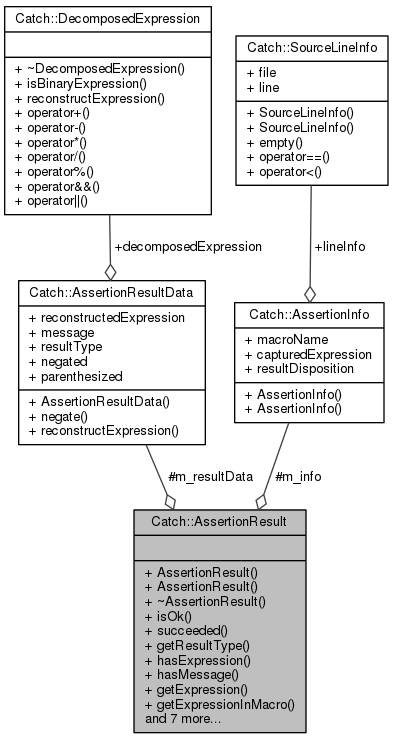 Catch::DecomposedExpression
+ ~DecomposedExpression()
+ isBinaryExpression()
+ reconstructExpression()
+ operator+()
+ operator-()
+ operator*()
+ operator/()
+ operator%()
+ operator&&()
+ operator||()
Catch::SourceLineInfo
+ file
+ line
+ SourceLineInfo()
+ SourceLineInfo()
+ empty()
+ operator==()
+ operator<()
+decomposedExpression
+lineInfo
Catch::AssertionResultData
+ reconstructedExpression
+ message
+ resultType
+ negated
+ parenthesized
+ AssertionResultData()
+ negate()
+ reconstructExpression()
Catch::AssertionInfo
+ macroName
+ capturedExpression
+ resultDisposition
+ AssertionInfo()
+ AssertionInfo()
#m_resultData
#m_info
Catch::AssertionResult
+ AssertionResult()
+ AssertionResult()
+ ~AssertionResult()
+ isOk()
+ succeeded()
+ getResultType()
+ hasExpression()
+ hasMessage()
+ getExpression()
+ getExpressionInMacro()
and 7 more...